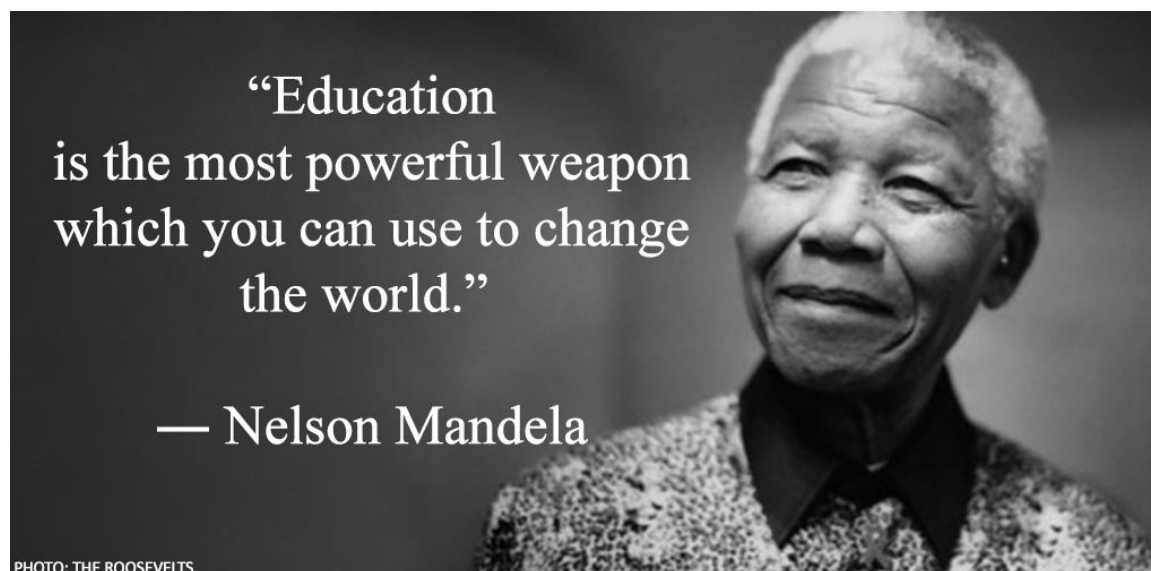 “Education
is the most powerful weapon
which you can use to change
the world.”
— Nelson Mandela
PHOTO: THE ROOSEVELTS